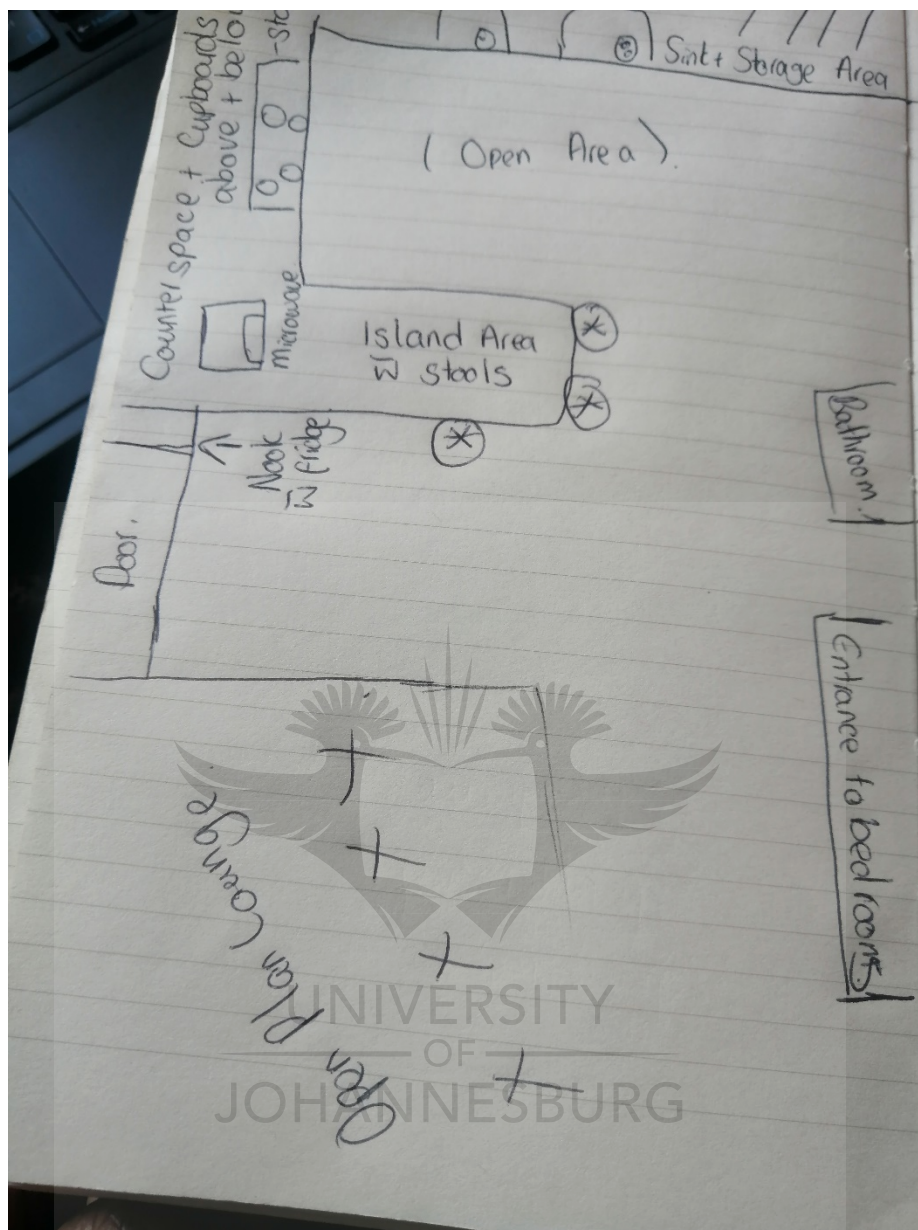 Counter space + Cupboards
above + below
Sink + Storage Area
( Open Area ).
microwave
Island Area
w̄ stools
Nook
w̄ fridge
Bathroom.
Door.
Entrance to bedrooms.
Open Plan Lounge.
UNIVERSITY
OF
JOHANNESBURG